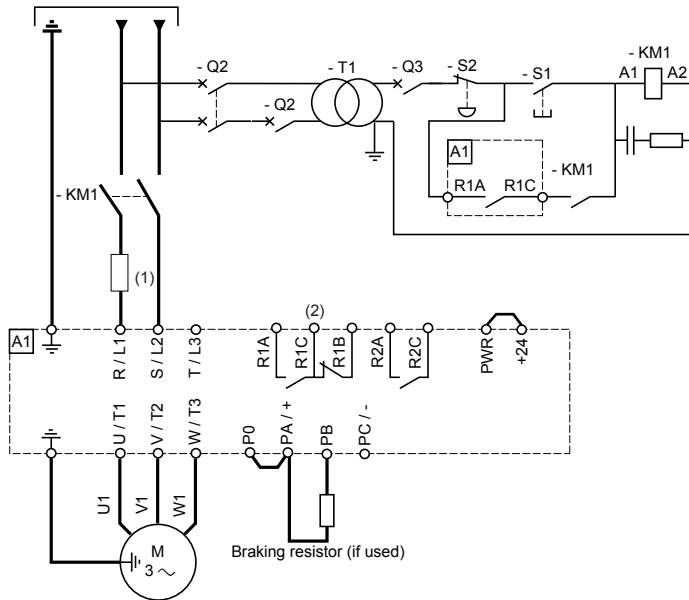 - Q2
- T1
- Q3
- S2
- S1
- KM1
A1
A2
- Q2
A1
R1A
R1C
- KM1
- KM1
(1)
(2)
A1
R / L1
S / L2
T / L3
R1A
R1C
R1B
R2A
R2C
PWR
+24
U / T1
V / T2
W / T3
P0
PA / +
PB
PC / -
U1
V1
W1
M
3 ~
Braking resistor (if used)